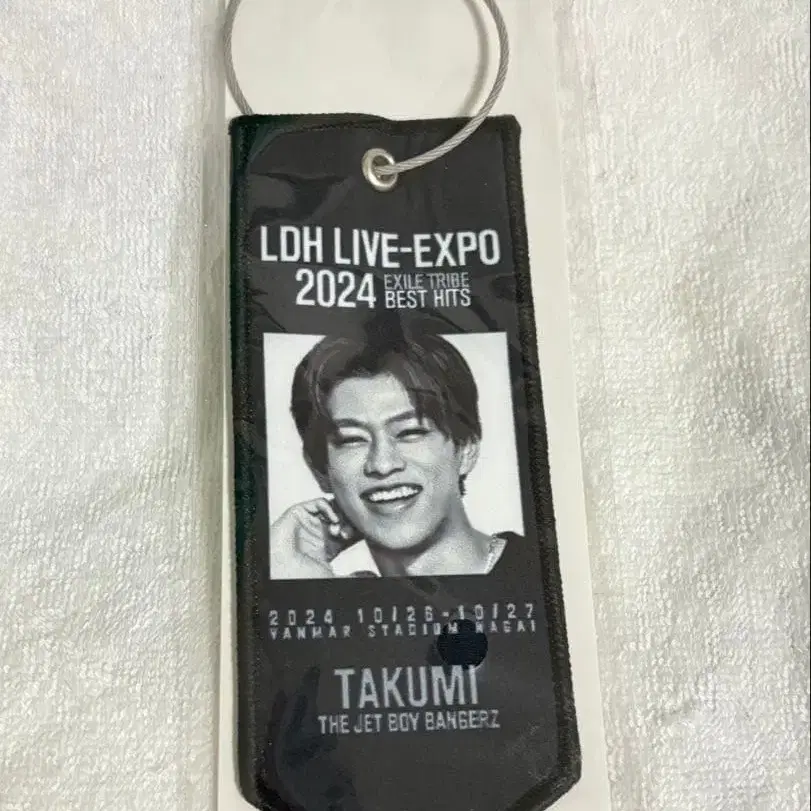 LDH LIVE-EXPO
2024 EXILE TRIBE
BEST HITS
2024 10/26-10/27
YANMAR STADIUM NAGAI
TAKUMI
THE JET BOY BANGERZ